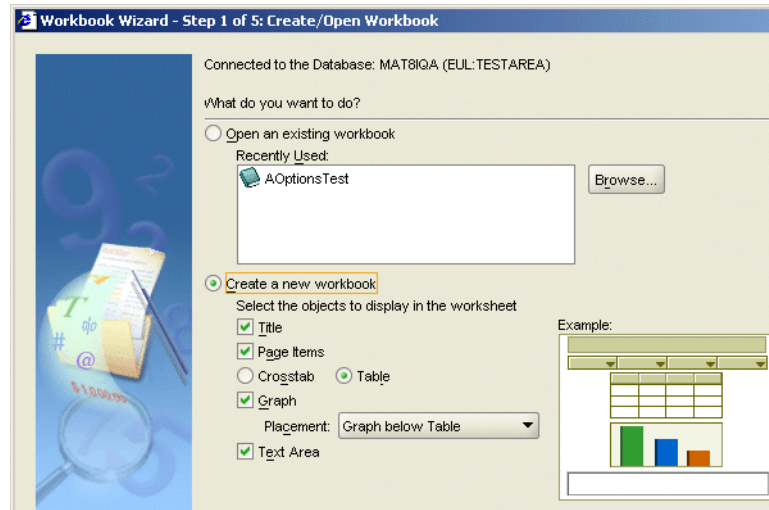 Workbook Wizard - Step 1 of 5: Create/Open Workbook
Connected to the Database: MAT8IQA (EUL:TESTAREA)
What do you want to do?
Open an existing workbook
Recently Used:
AOptionsTest
Browse...
Create a new workbook
Select the objects to display in the worksheet
Title
Example:
Page Items
Crosstab Table
Graph
Placement: Graph below Table
Text Area